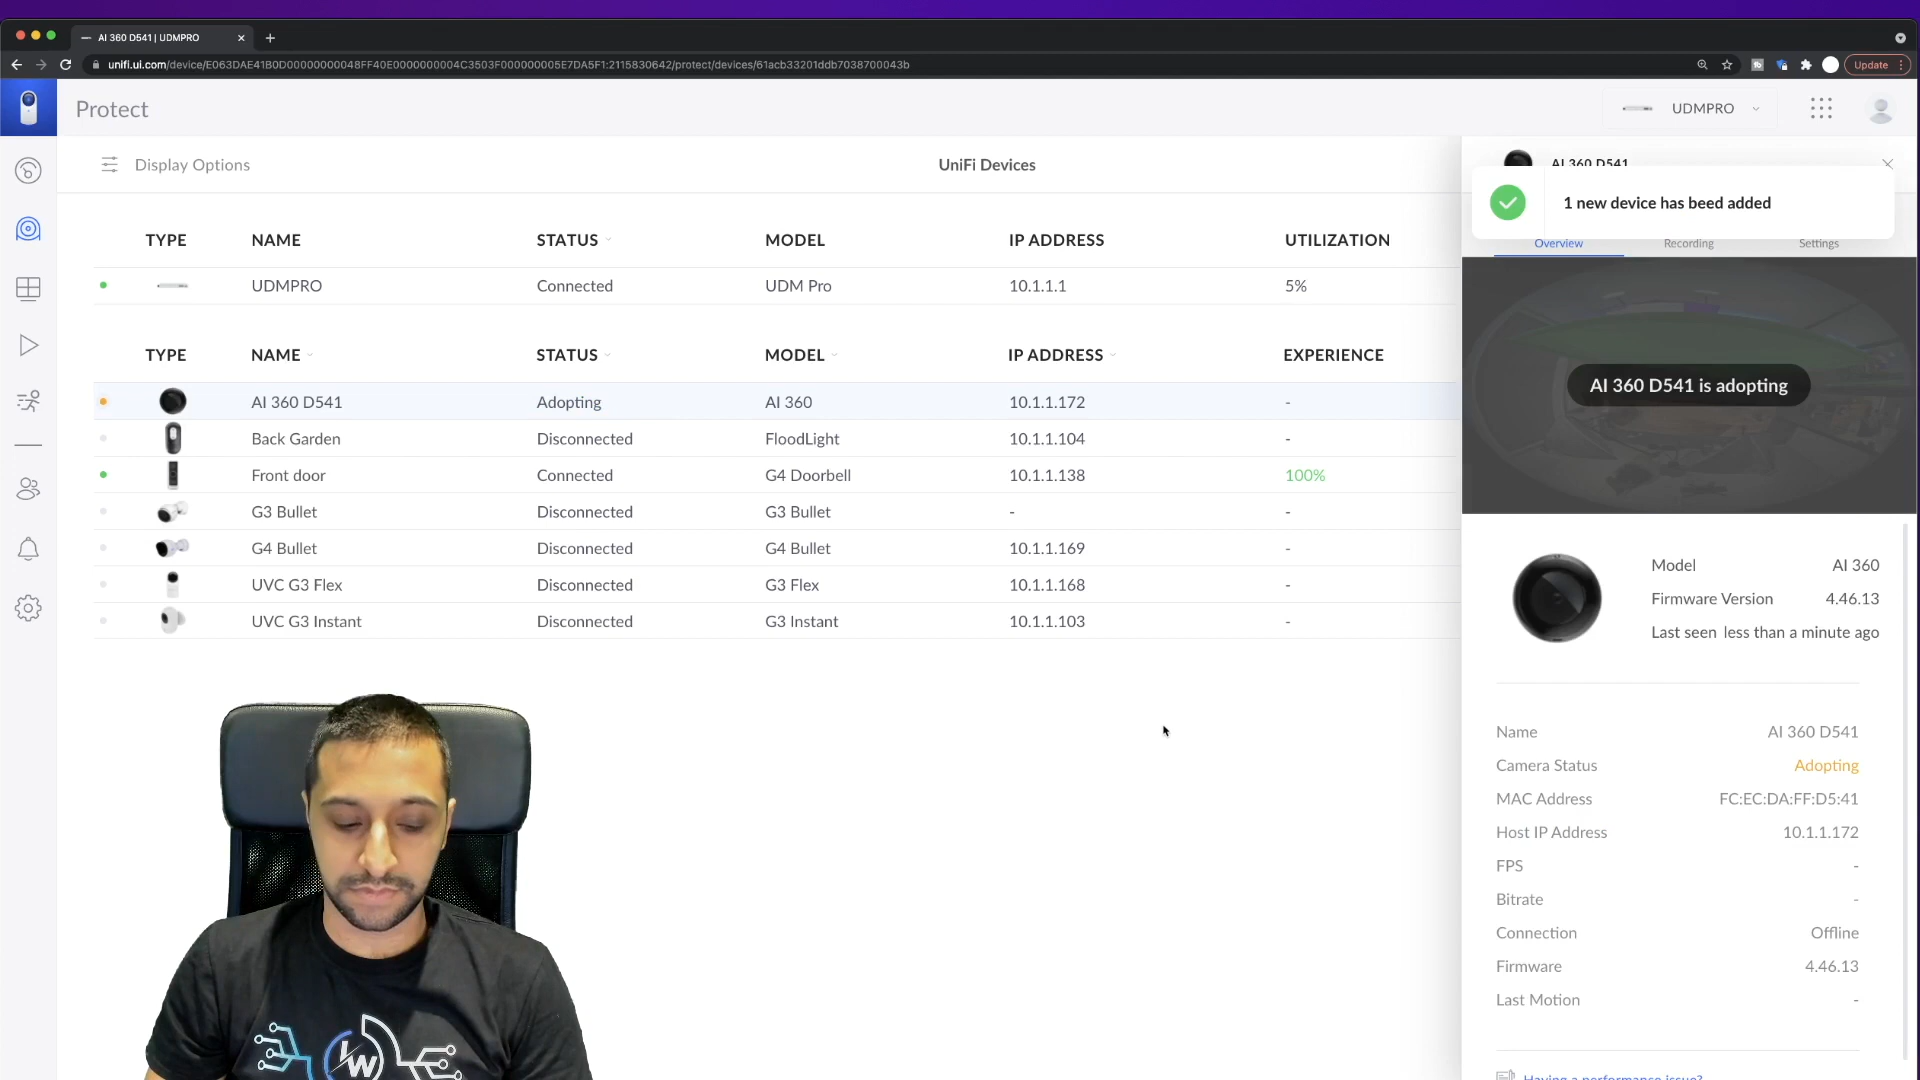 AI 360 D541 | UDMPRO
unifi.ui.com/device/E063DAE41B0D00000000048FF40E0000000004C3503F000000005E7DA5F1:2115830642/protect/devices/61acb33201ddb7038700043b
Update
Protect
UDMPRO
Display Options
UniFi Devices
AI 360 D541
1 new device has beed added
Overview Recording Settings
TYPE NAME STATUS MODEL IP ADDRESS UTILIZATION
UDMPRO Connected UDM Pro 10.1.1.1 5%
TYPE NAME STATUS MODEL IP ADDRESS EXPERIENCE
AI 360 D541 Adopting AI 360 10.1.1.172 -
Back Garden Disconnected FloodLight 10.1.1.104 -
Front door Connected G4 Doorbell 10.1.1.138 100%
G3 Bullet Disconnected G3 Bullet - -
G4 Bullet Disconnected G4 Bullet 10.1.1.169 -
UVC G3 Flex Disconnected G3 Flex 10.1.1.168 -
UVC G3 Instant Disconnected G3 Instant 10.1.1.103 -
AI 360 D541 is adopting
Model AI 360
Firmware Version 4.46.13
Last seen less than a minute ago
Name AI 360 D541
Camera Status Adopting
MAC Address FC:EC:DA:FF:D5:41
Host IP Address 10.1.1.172
FPS -
Bitrate -
Connection Offline
Firmware 4.46.13
Last Motion -
Having a performance issue?